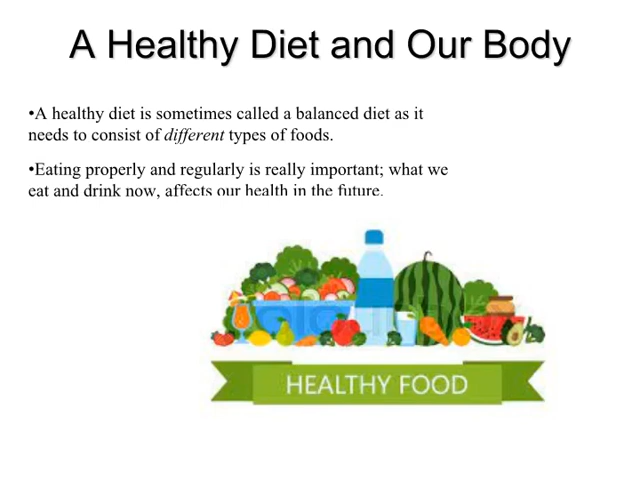 A Healthy Diet and Our Body
•A healthy diet is sometimes called a balanced diet as it
needs to consist of different types of foods.
•Eating properly and regularly is really important; what we
eat and drink now, affects our health in the future.
HEALTHY FOOD